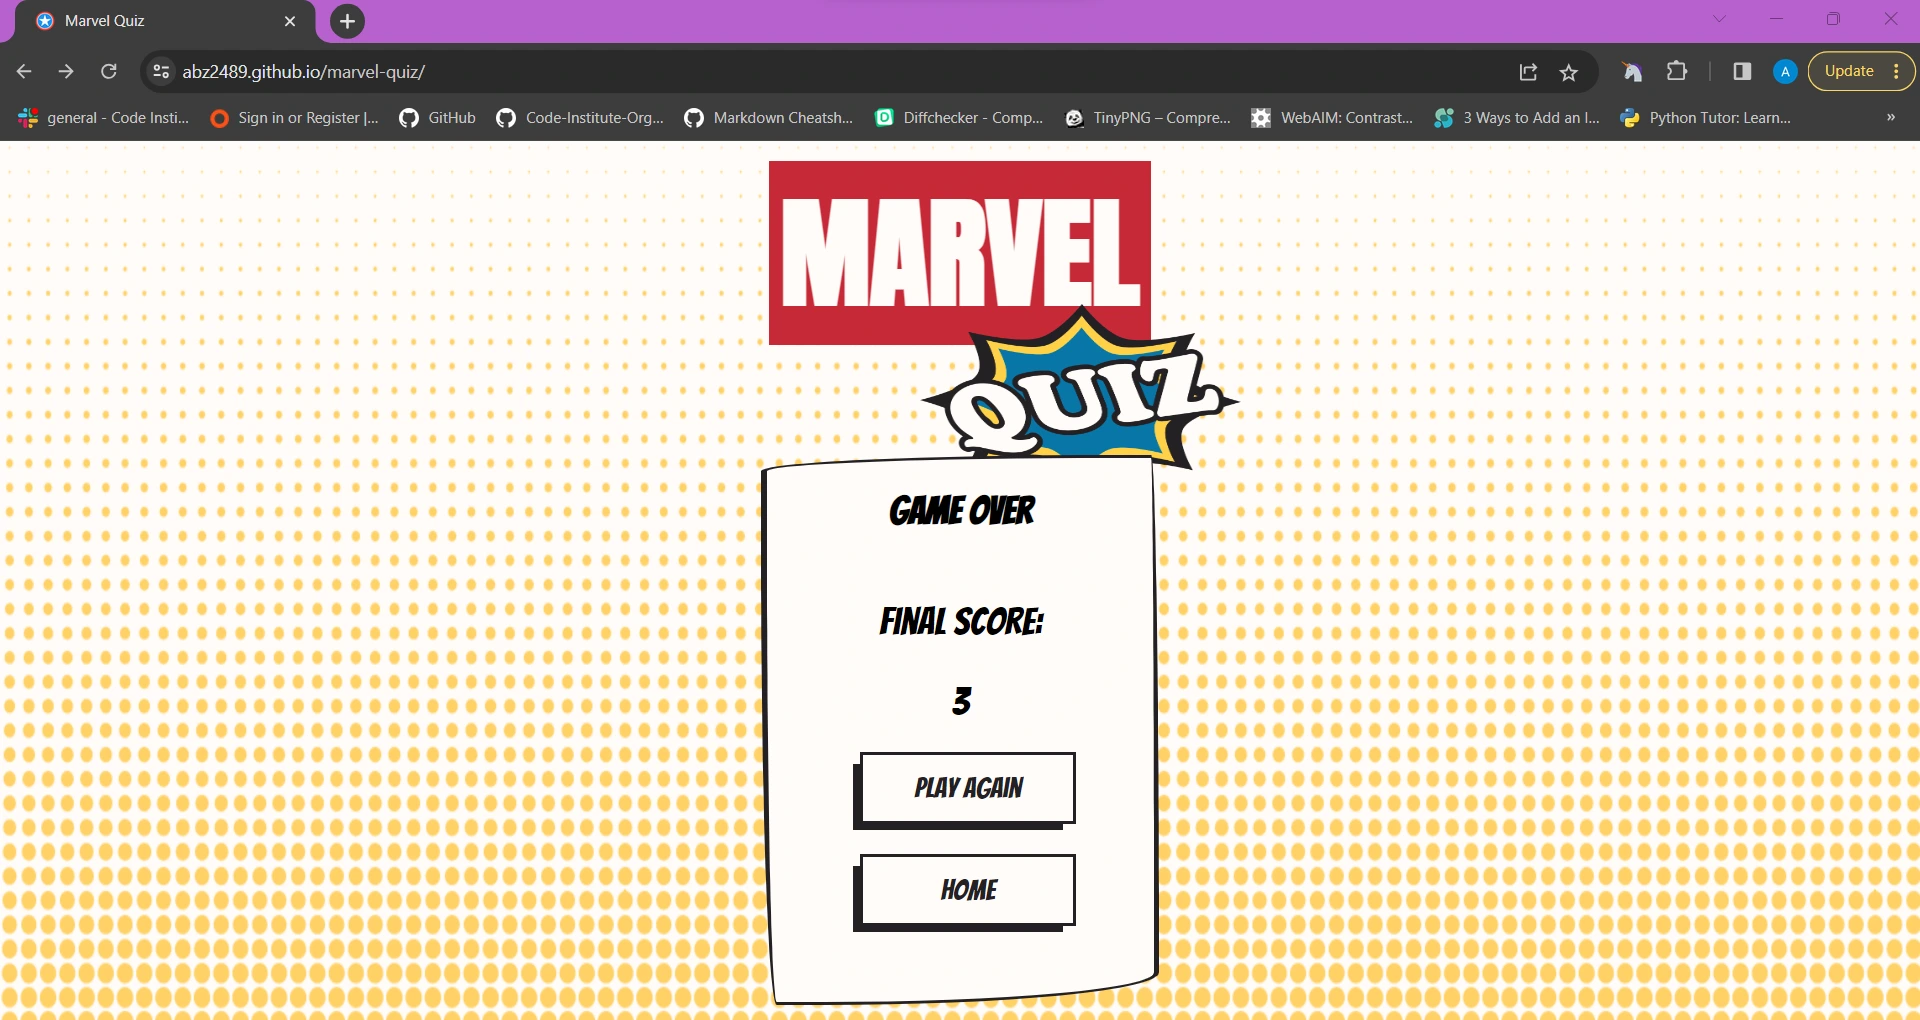 Marvel Quiz
abz2489.github.io/marvel-quiz/
A
Update
general - Code Insti...
Sign in or Register |...
GitHub
Code-Institute-Org...
Markdown Cheatsh...
D
Diffchecker - Comp...
TinyPNG – Compre...
WebAIM: Contrast...
3 Ways to Add an I...
Python Tutor: Learn...
»
MARVEL
QUIZ
GAME OVER
FINAL SCORE:
3
PLAY AGAIN
HOME